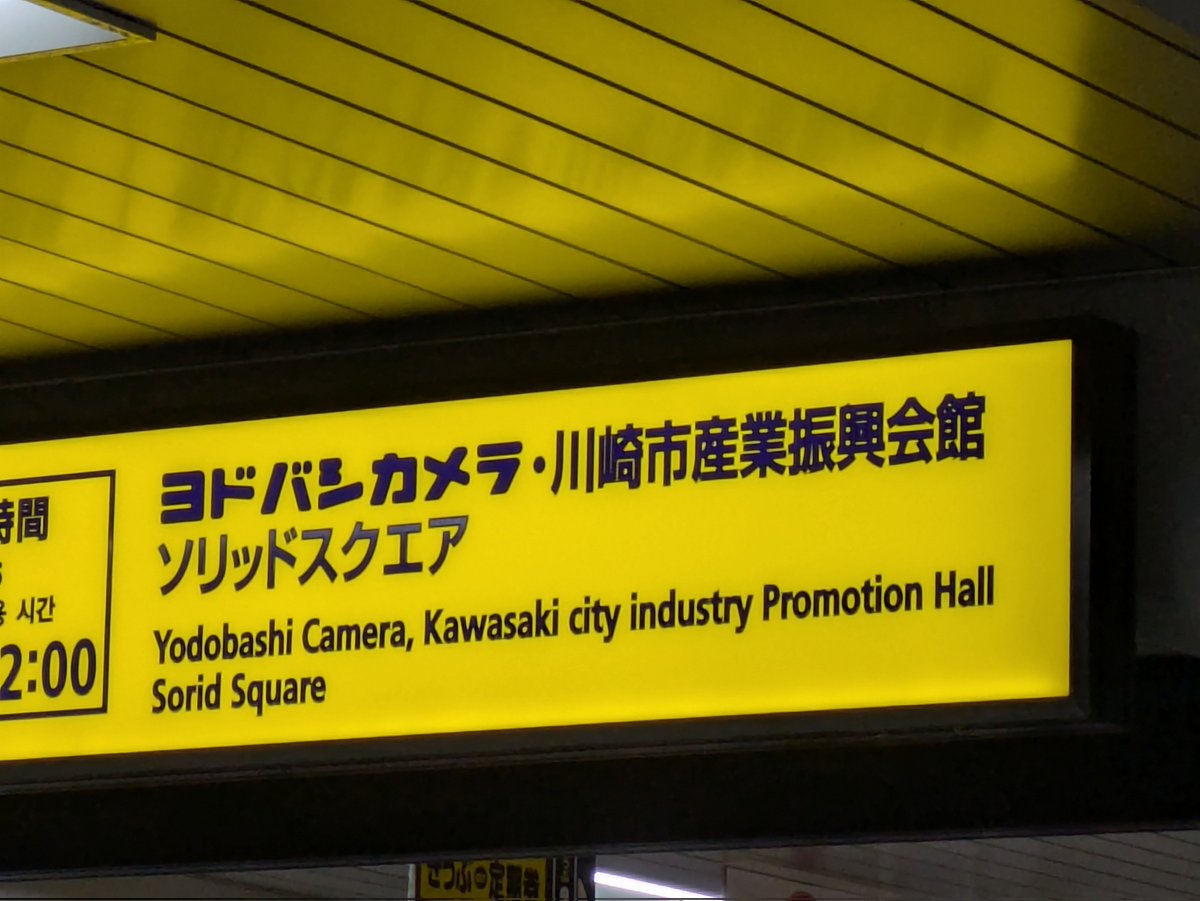 ヨドバシカメラ・川崎市産業振興会館
ソリッドスクエア
Yodobashi Camera, Kawasaki city industry Promotion Hall
Sorid Square
時間
시간
2:00